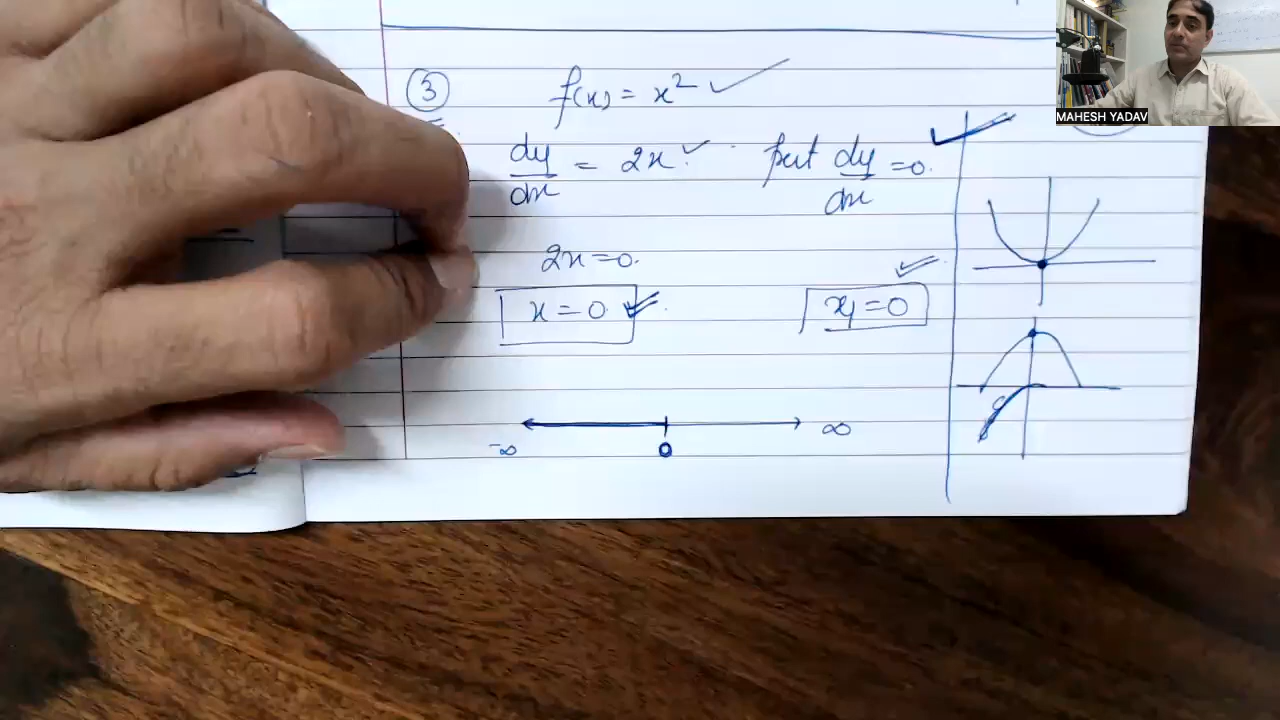 MAHESH YADAV
③ f(x) = x² ✓
dy/dx = 2x ✓ put dy/dx = 0.
2x = 0.
x = 0 ✓ x = 0 ✓
-∞ 0 ∞